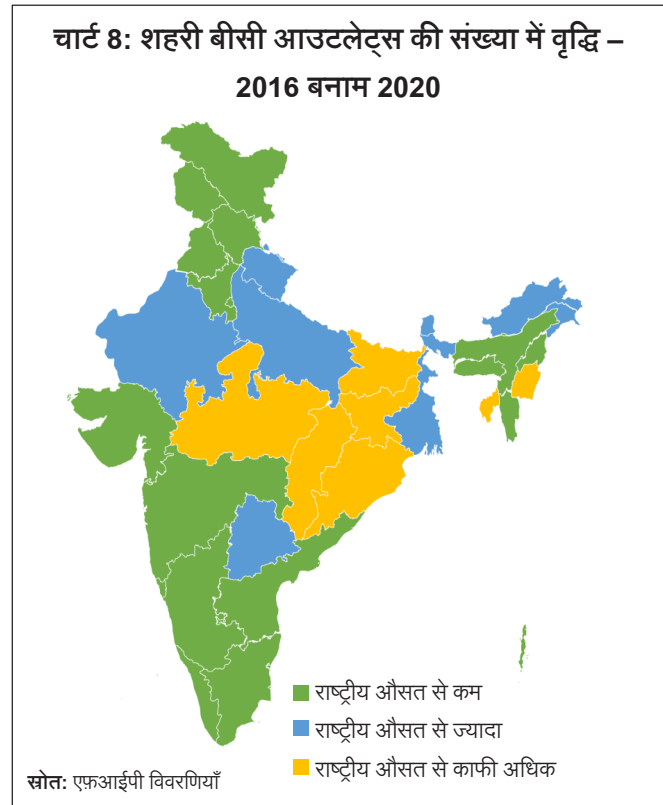 चार्ट 8: शहरी बीसी आउटलेट्स की संख्या में वृद्धि –
2016 बनाम 2020
राष्ट्रीय औसत से कम
राष्ट्रीय औसत से ज्यादा
राष्ट्रीय औसत से काफी अधिक
स्रोत: एफ़आईपी विवरणियाँ